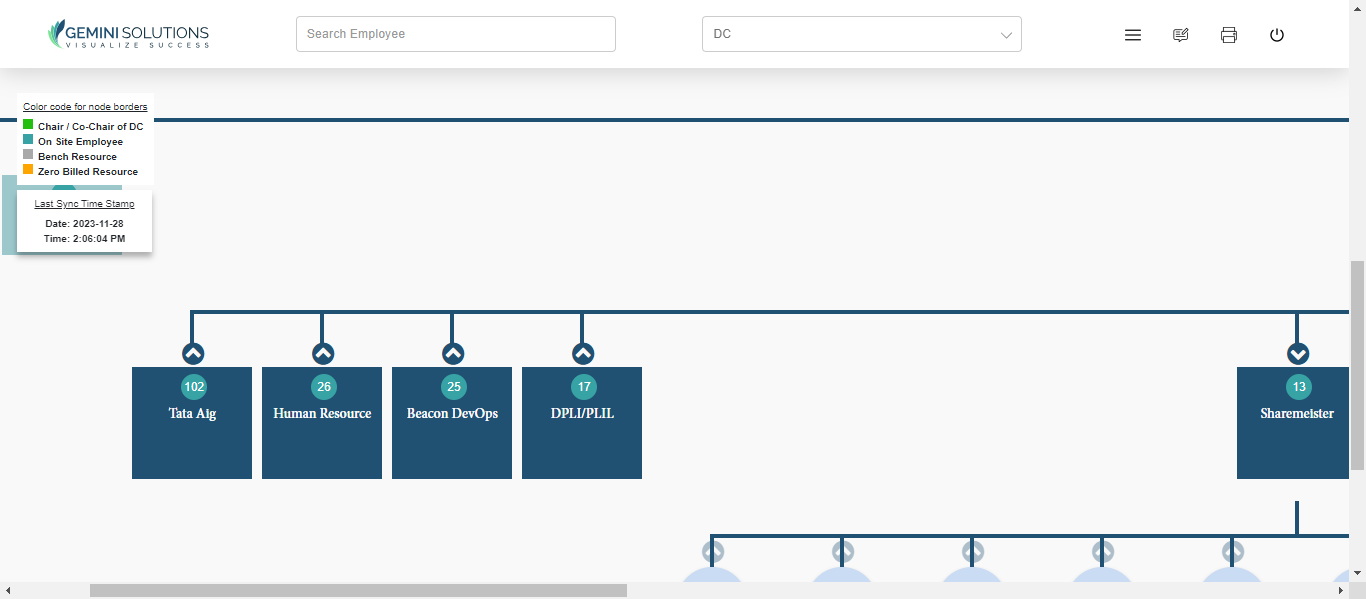 GEMINI SOLUTIONS
VISUALIZE SUCCESS
Search Employee
DC
Color code for node borders
Chair / Co-Chair of DC
On Site Employee
Bench Resource
Zero Billed Resource
Last Sync Time Stamp
Date: 2023-11-28
Time: 2:06:04 PM
102
Tata Aig
26
Human Resource
25
Beacon DevOps
17
DPLI/PLIL
13
Sharemeister